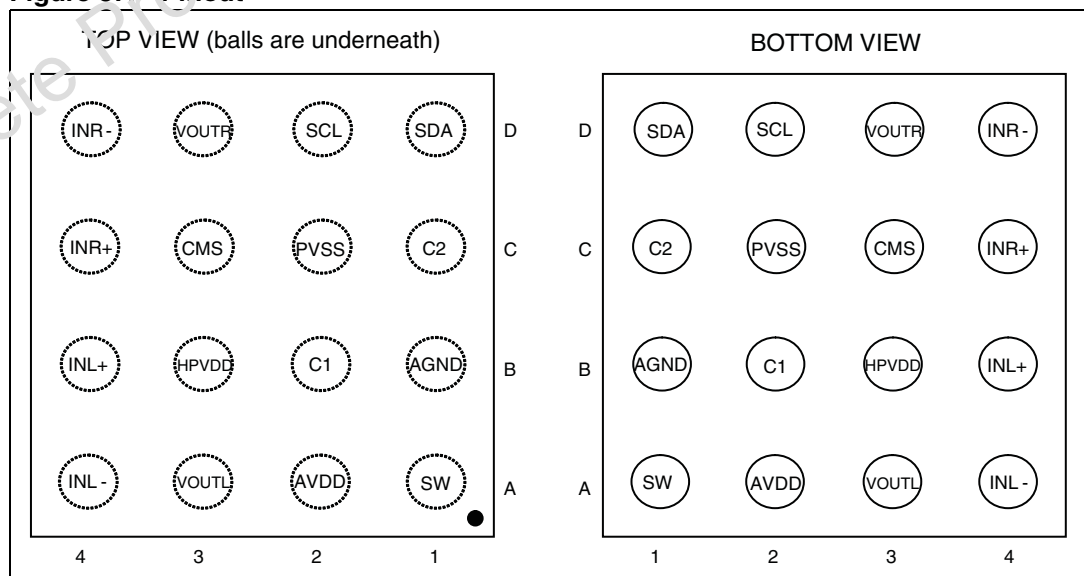 TOP VIEW (balls are underneath)
BOTTOM VIEW
INR - VOUTR SCL SDA D
D SDA SCL VOUTR INR -
INR+ CMS PVSS C2 C
C C2 PVSS CMS INR+
INL+ HPVDD C1 AGND B
B AGND C1 HPVDD INL+
INL - VOUTL AVDD SW A
A SW AVDD VOUTL INL -
4 3 2 1
1 2 3 4